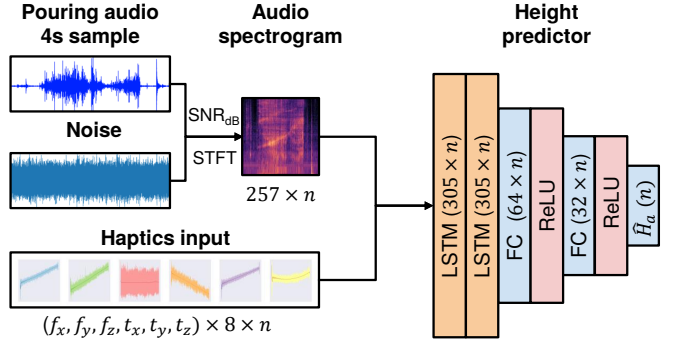 Pouring audio
4s sample
Audio
spectrogram
Height
predictor
SNR_dB
STFT
Noise
257 × n
Haptics input
(f_x, f_y, f_z, t_x, t_y, t_z) × 8 × n
LSTM (305 × n)
LSTM (305 × n)
FC (64 × n)
ReLU
FC (32 × n)
ReLU
Ĥ_a (n)